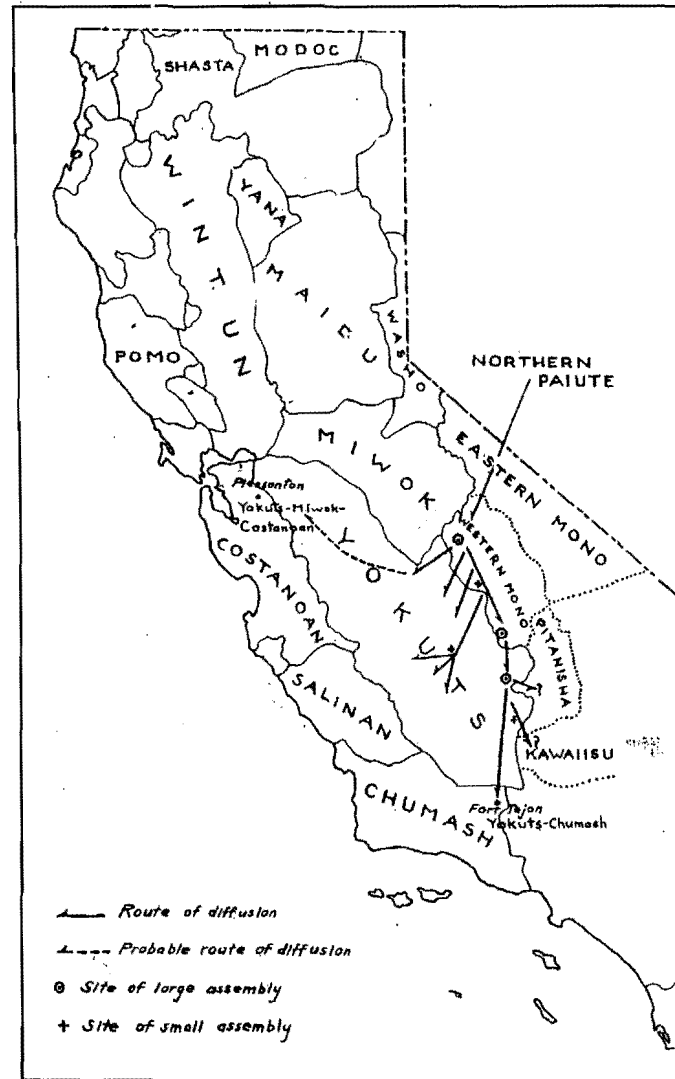 MODOC
SHASTA
WINTUN
YANA
MAIDU
WASHO
POMO
NORTHERN
PAIUTE
MIWOK
EASTERN MONO
Pleasanton
Yokuts-Miwok-
Costanoan
WESTERN MONO
YOKUTS
COSTANOAN
PITANISHA
SALINAN
?
?
KAWAIISU
CHUMASH
Fort Tejon
Yokuts-Chumash
Route of diffusion
Probable route of diffusion
Site of large assembly
Site of small assembly